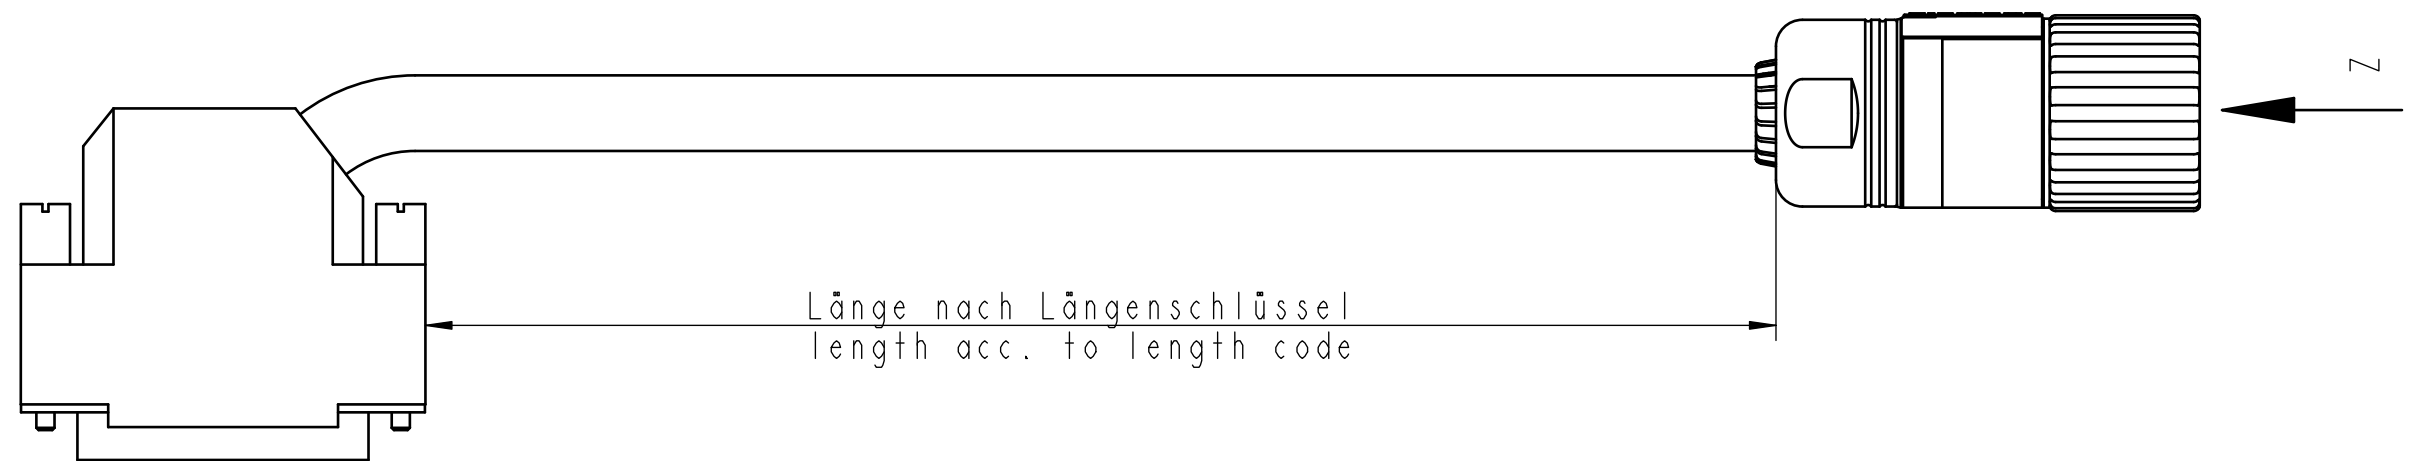 Z
Länge nach Längenschlüssel
length acc. to length code